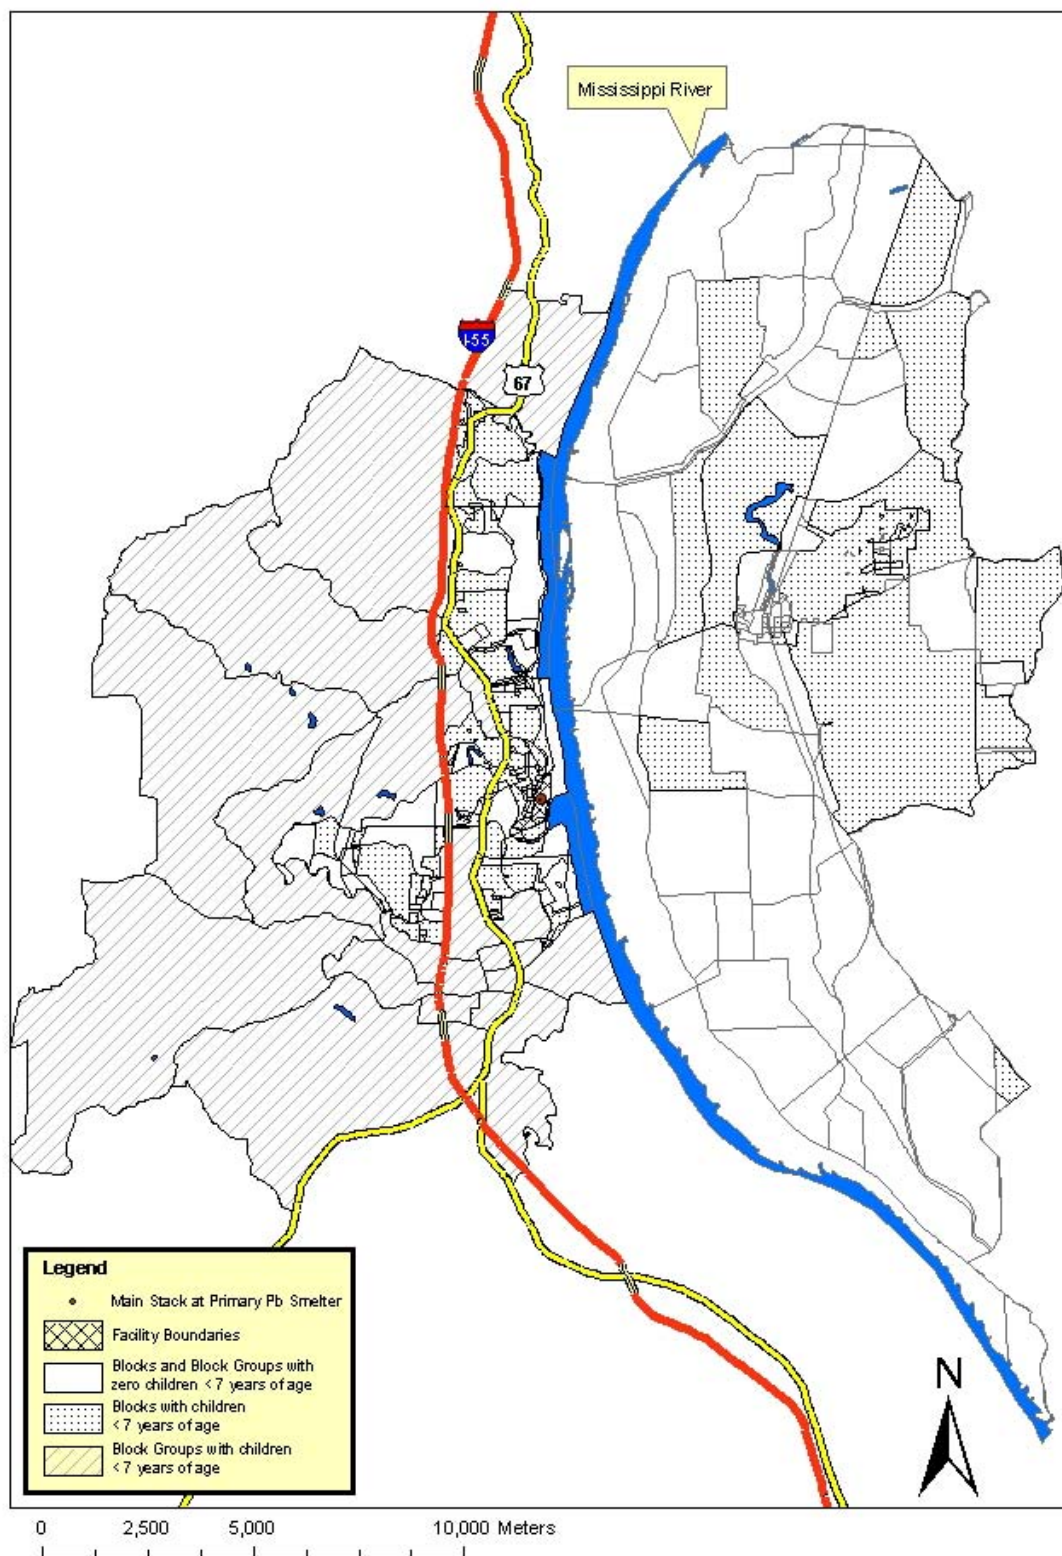 Mississippi River
I-55
67
Legend
Main Stack at Primary Pb Smelter
Facility Boundaries
Blocks and Block Groups with
zero children < 7 years of age
Blocks with children
< 7 years of age
Block Groups with children
< 7 years of age
N
0 2,500 5,000 10,000 Meters